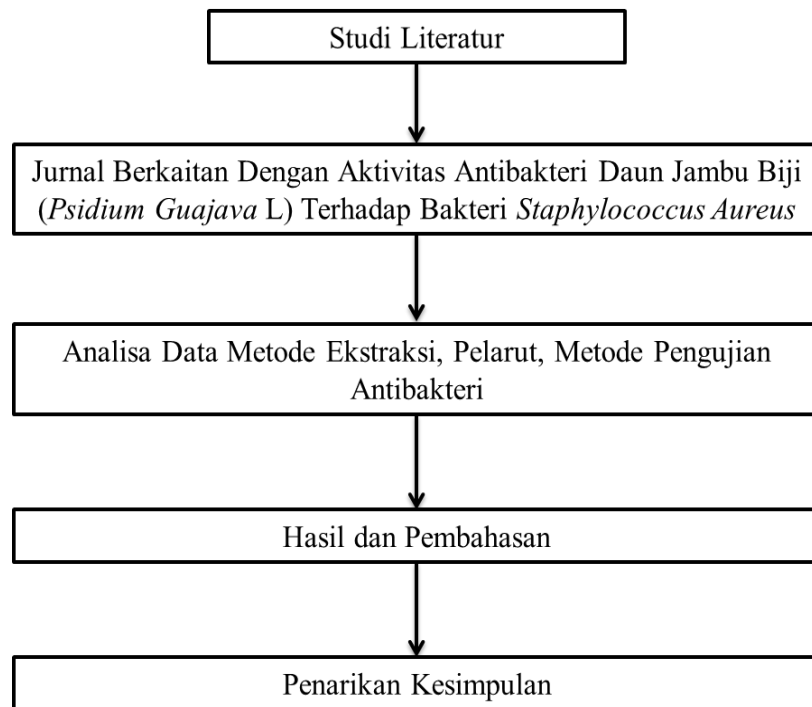 Studi Literatur
Jurnal Berkaitan Dengan Aktivitas Antibakteri Daun Jambu Biji
(Psidium Guajava L) Terhadap Bakteri Staphylococcus Aureus
Analisa Data Metode Ekstraksi, Pelarut, Metode Pengujian
Antibakteri
Hasil dan Pembahasan
Penarikan Kesimpulan